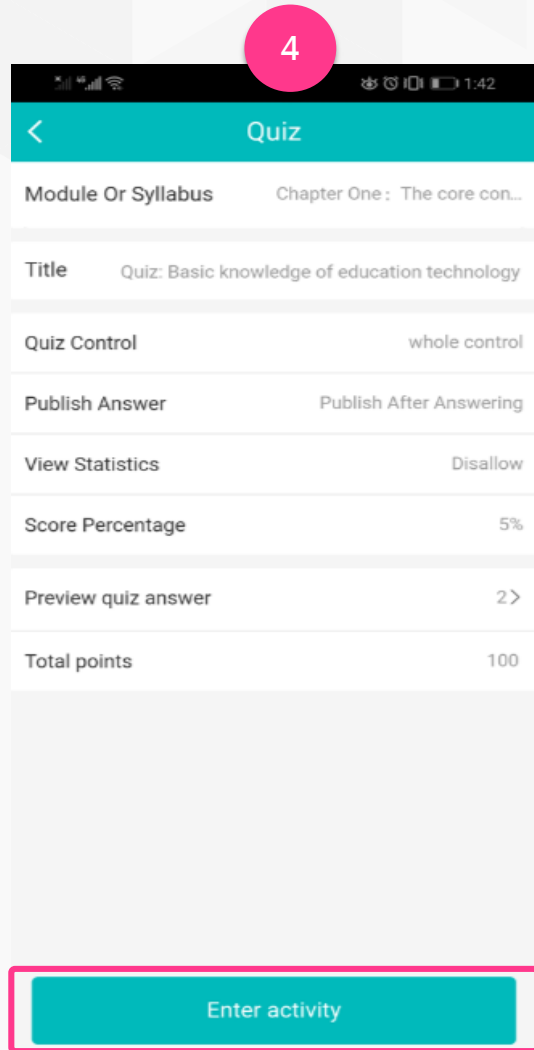 4
1:42
Quiz
Module Or Syllabus Chapter One: The core con...
Title Quiz: Basic knowledge of education technology
Quiz Control whole control
Publish Answer Publish After Answering
View Statistics Disallow
Score Percentage 5%
Preview quiz answer 2>
Total points 100
Enter activity